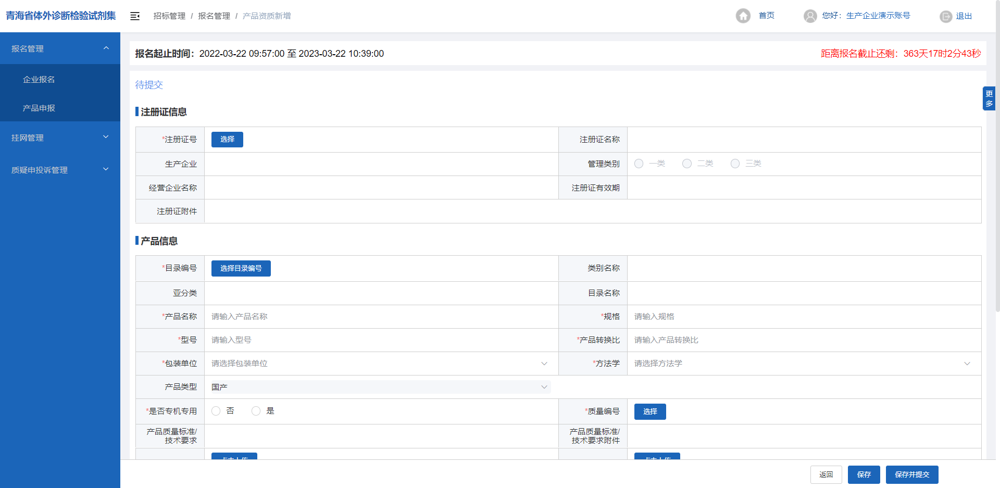 青海省体外诊断检验试剂集
招标管理 / 报名管理 / 产品资质新增
首页
您好：生产企业演示账号
退出
报名管理
企业报名
产品申报
挂网管理
质疑申投诉管理
报名起止时间：2022-03-22 09:57:00 至 2023-03-22 10:39:00
距离报名截止还剩：363天17时2分43秒
待提交
更多
注册证信息
*注册证号 选择 注册证名称
生产企业 管理类别 一类 二类 三类
经营企业名称 注册证有效期
注册证附件
产品信息
*目录编号 选择目录编号 类别名称
亚分类 目录名称
*产品名称 请输入产品名称 *规格 请输入规格
*型号 请输入型号 *产品转换比 请输入产品转换比
*包装单位 请选择包装单位 *方法学 请选择方法学
产品类型 国产
*是否专机专用 否 是 *质量编号 选择
产品质量标准/
技术要求
产品质量标准/
技术要求附件
返回 保存 保存并提交